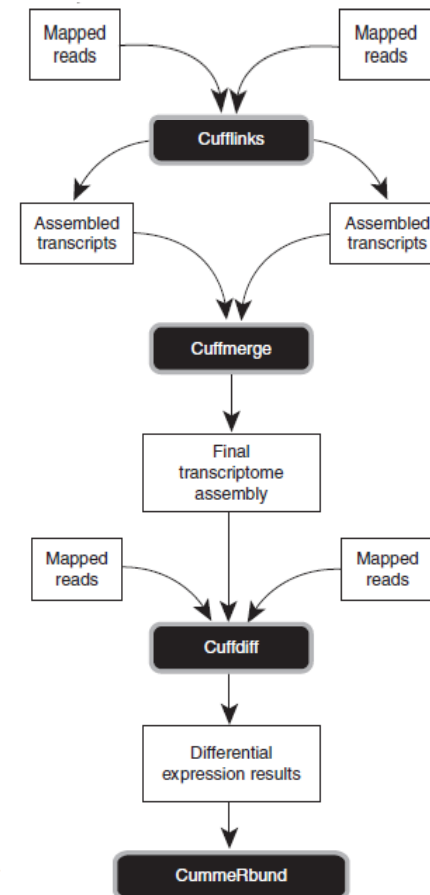 Mapped
reads
Mapped
reads
Cufflinks
Assembled
transcripts
Assembled
transcripts
Cuffmerge
Final
transcriptome
assembly
Mapped
reads
Mapped
reads
Cuffdiff
Differential
expression results
CummeRbund